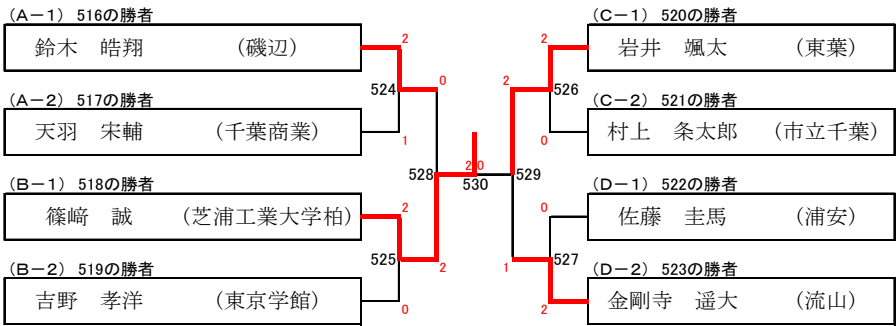 (A-1) 516の勝者
鈴木 皓翔 (磯辺)
(A-2) 517の勝者
天羽 宋輔 (千葉商業)
(B-1) 518の勝者
篠﨑 誠 (芝浦工業大学柏)
(B-2) 519の勝者
吉野 孝洋 (東京学館)
2
524
0
1
528
2
525
2
0
2 0
530
(C-1) 520の勝者
岩井 颯太 (東葉)
(C-2) 521の勝者
村上 条太郎 (市立千葉)
(D-1) 522の勝者
佐藤 圭馬 (浦安)
(D-2) 523の勝者
金剛寺 遥大 (流山)
2
2
526
0
529
0
1
527
2